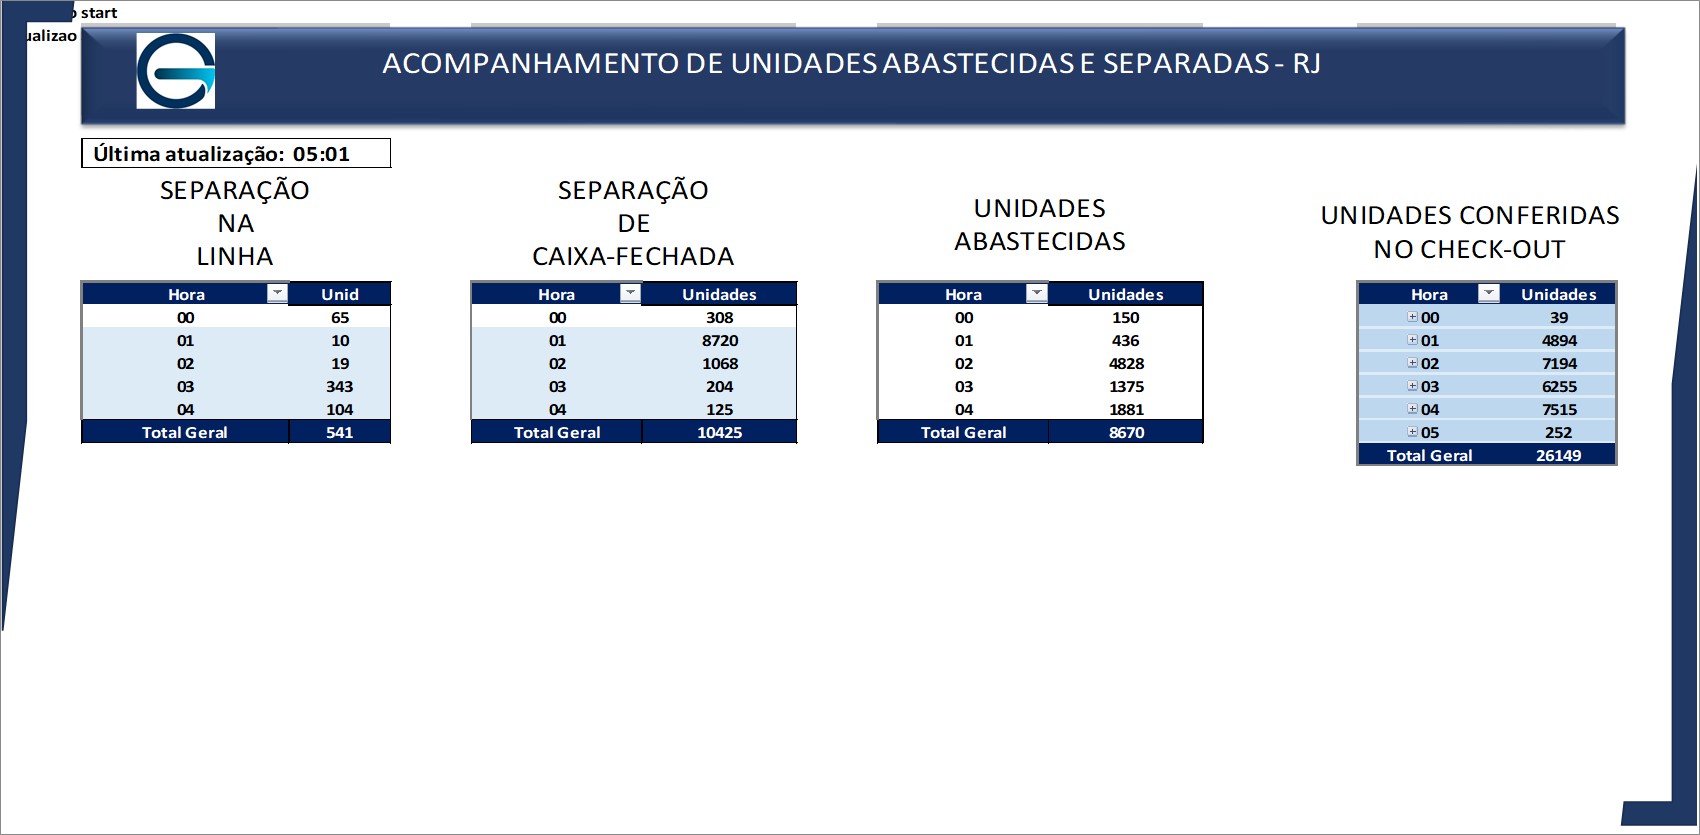 start
ACOMPANHAMENTO DE UNIDADES ABASTECIDAS E SEPARADAS - RJ
Última atualização: 05:01
SEPARAÇÃO
NA
LINHA
Hora Unid
00 65
01 10
02 19
03 343
04 104
Total Geral 541
SEPARAÇÃO
DE
CAIXA-FECHADA
Hora Unidades
00 308
01 8720
02 1068
03 204
04 125
Total Geral 10425
UNIDADES
ABASTECIDAS
Hora Unidades
00 150
01 436
02 4828
03 1375
04 1881
Total Geral 8670
UNIDADES CONFERIDAS
NO CHECK-OUT
Hora Unidades
00 39
01 4894
02 7194
03 6255
04 7515
05 252
Total Geral 26149